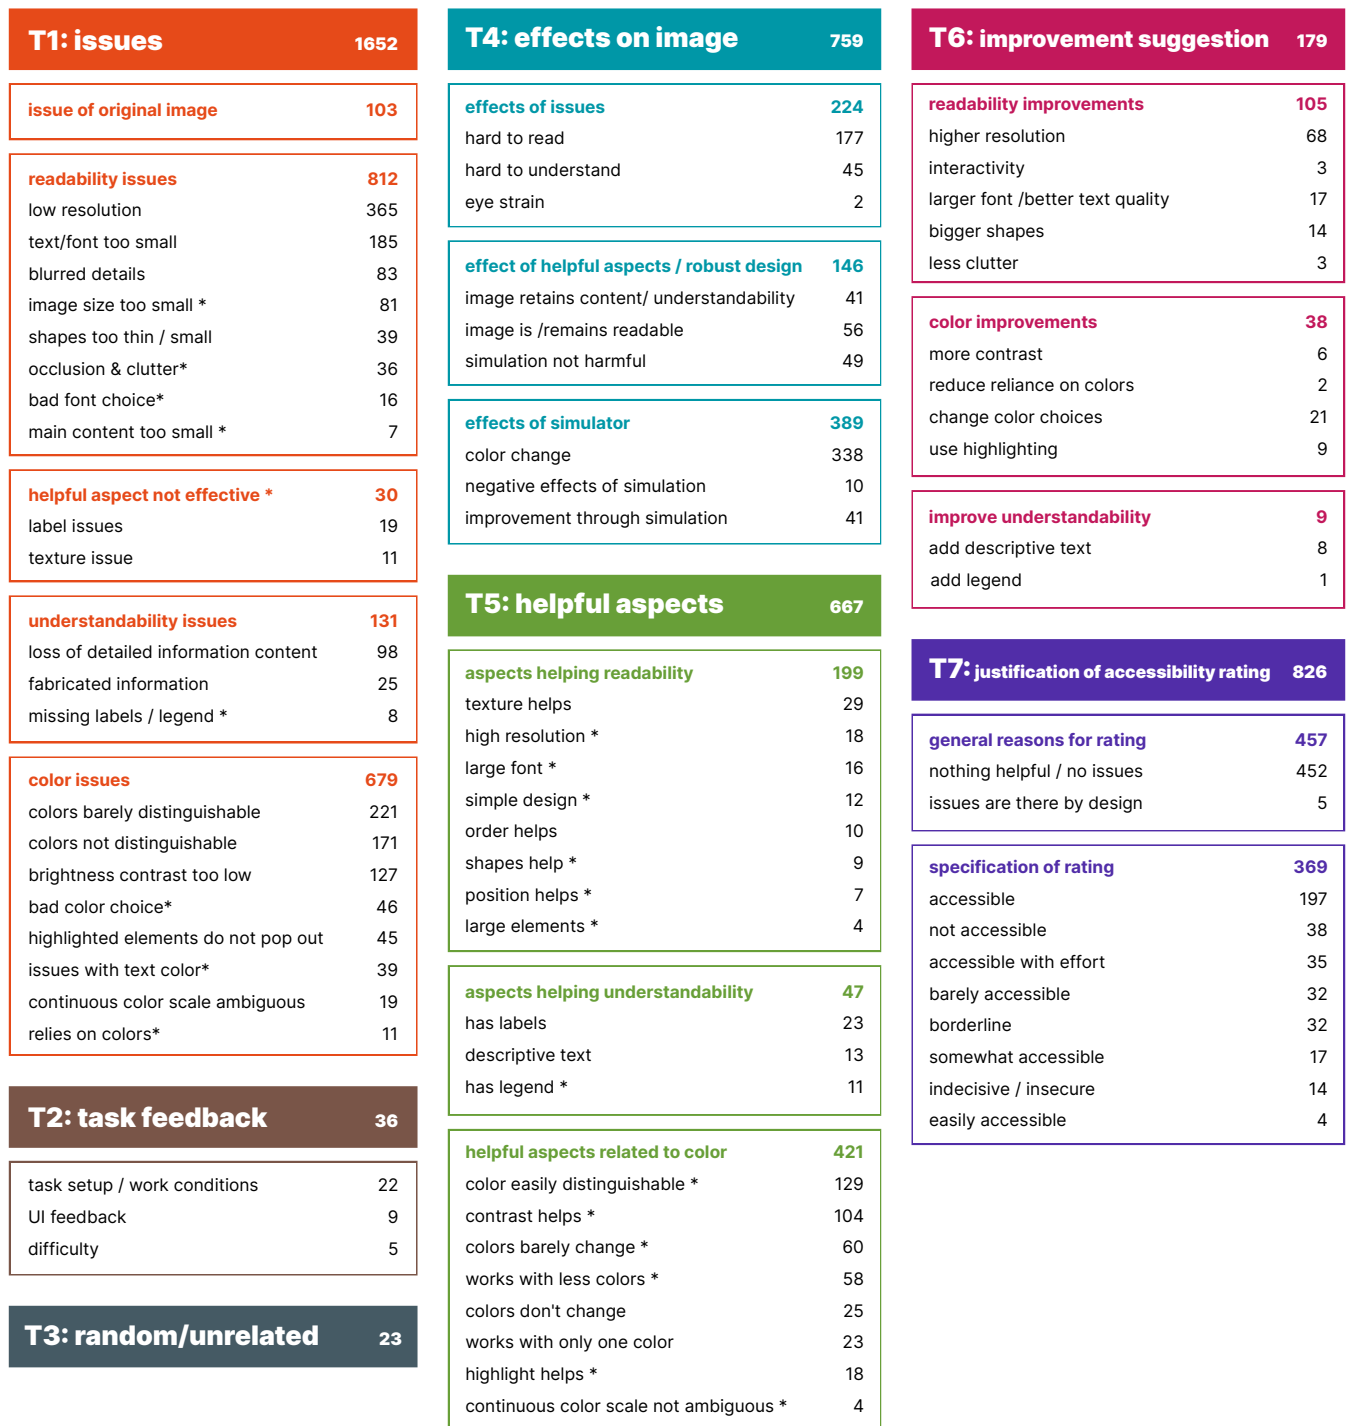 T1: issues 1652
issue of original image 103
readability issues 812
low resolution 365
text/font too small 185
blurred details 83
image size too small * 81
shapes too thin / small 39
occlusion & clutter* 36
bad font choice* 16
main content too small * 7
helpful aspect not effective * 30
label issues 19
texture issue 11
understandability issues 131
loss of detailed information content 98
fabricated information 25
missing labels / legend * 8
color issues 679
colors barely distinguishable 221
colors not distinguishable 171
brightness contrast too low 127
bad color choice* 46
highlighted elements do not pop out 45
issues with text color* 39
continuous color scale ambiguous 19
relies on colors* 11
T2: task feedback 36
task setup / work conditions 22
UI feedback 9
difficulty 5
T3: random/unrelated 23
T4: effects on image 759
effects of issues 224
hard to read 177
hard to understand 45
eye strain 2
effect of helpful aspects / robust design 146
image retains content/ understandability 41
image is /remains readable 56
simulation not harmful 49
effects of simulator 389
color change 338
negative effects of simulation 10
improvement through simulation 41
T5: helpful aspects 667
aspects helping readability 199
texture helps 29
high resolution * 18
large font * 16
simple design * 12
order helps 10
shapes help * 9
position helps * 7
large elements * 4
aspects helping understandability 47
has labels 23
descriptive text 13
has legend * 11
helpful aspects related to color 421
color easily distinguishable * 129
contrast helps * 104
colors barely change * 60
works with less colors * 58
colors don't change 25
works with only one color 23
highlight helps * 18
continuous color scale not ambiguous * 4
T6: improvement suggestion 179
readability improvements 105
higher resolution 68
interactivity 3
larger font /better text quality 17
bigger shapes 14
less clutter 3
color improvements 38
more contrast 6
reduce reliance on colors 2
change color choices 21
use highlighting 9
improve understandability 9
add descriptive text 8
add legend 1
T7: justification of accessibility rating 826
general reasons for rating 457
nothing helpful / no issues 452
issues are there by design 5
specification of rating 369
accessible 197
not accessible 38
accessible with effort 35
barely accessible 32
borderline 32
somewhat accessible 17
indecisive / insecure 14
easily accessible 4